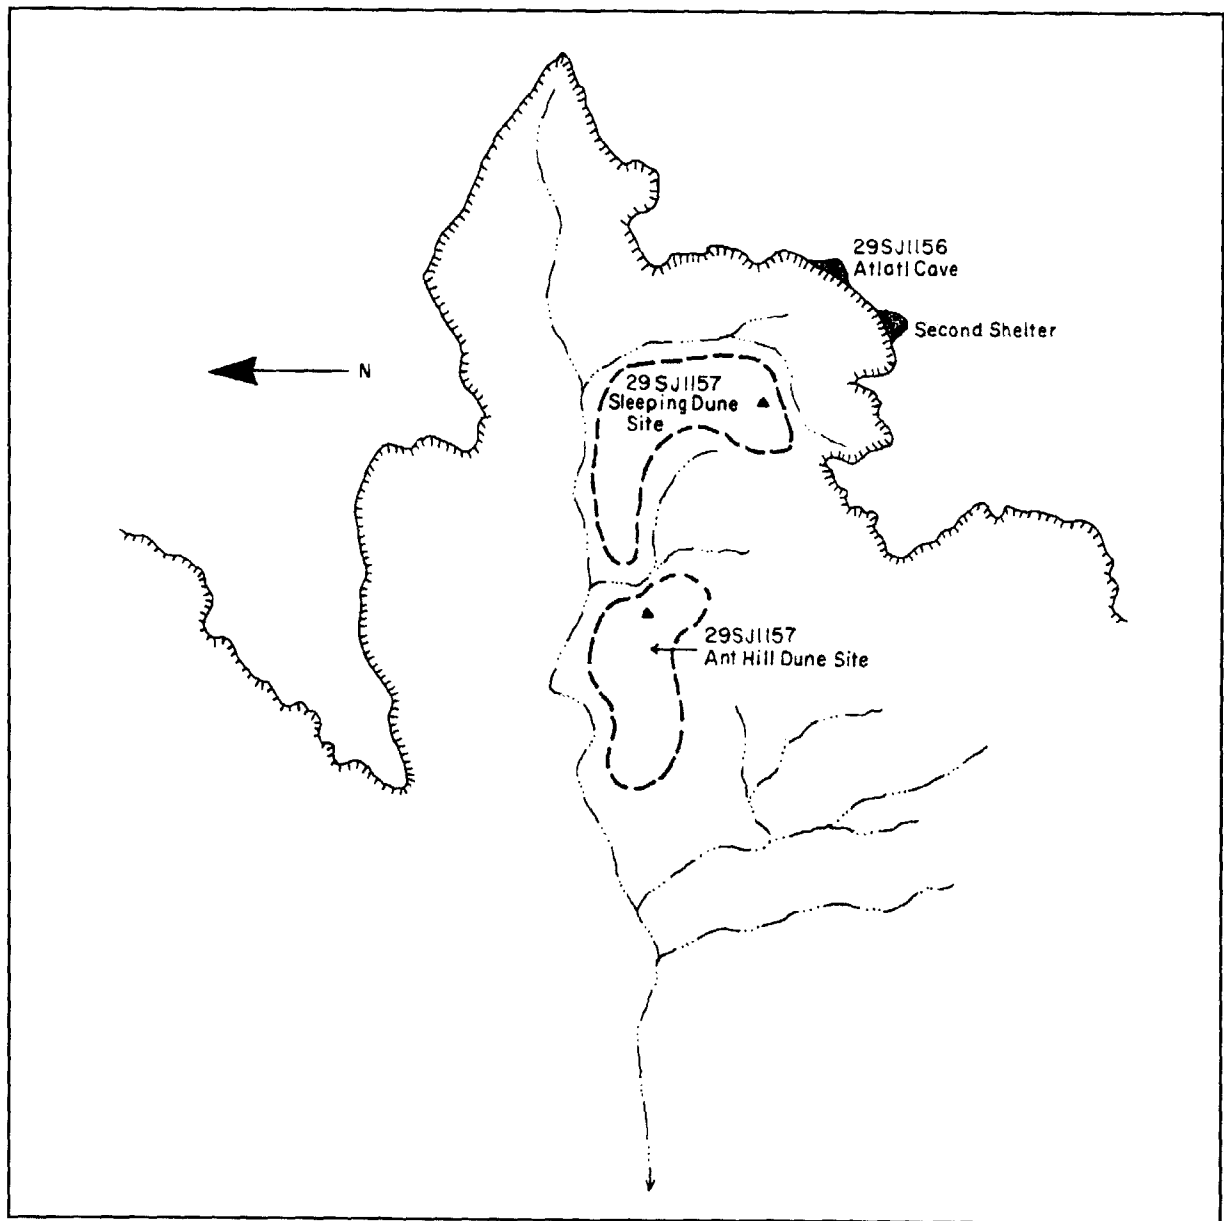 29SJ1156
Atlatl Cave
Second Shelter
N
29SJ1157
Sleeping Dune
Site
29SJ1157
Ant Hill Dune Site